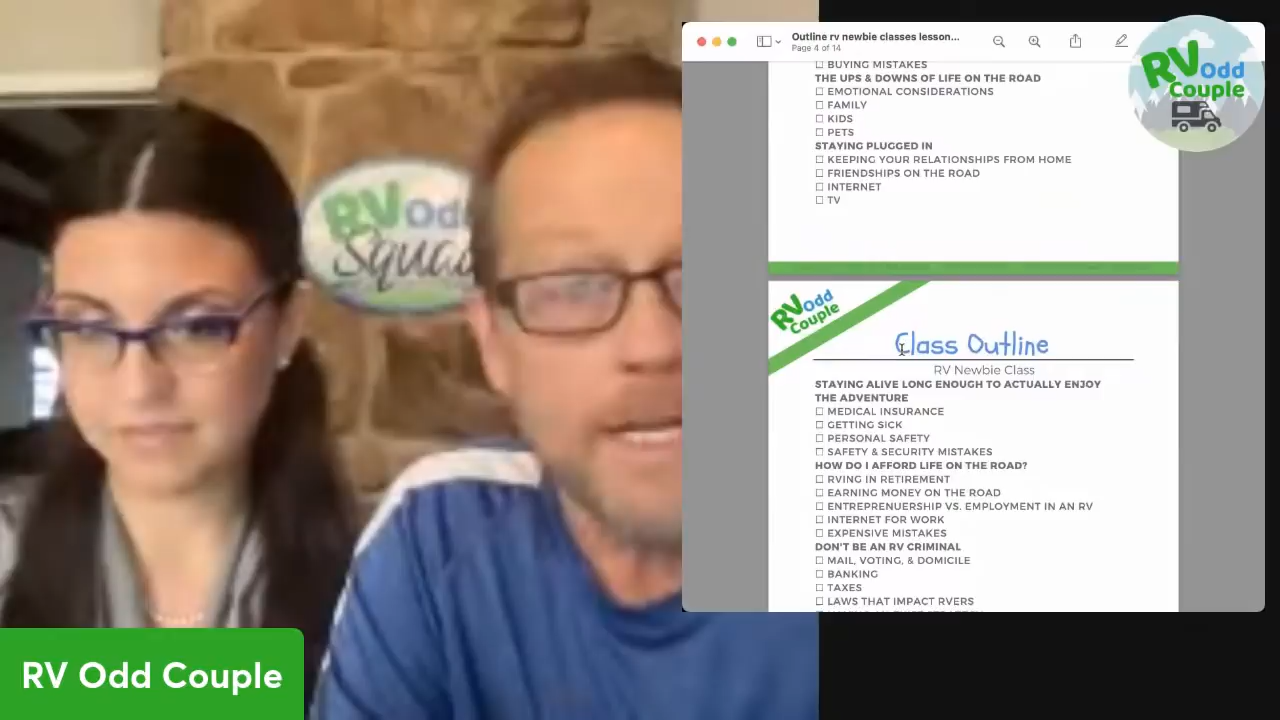 Outline rv newbie classes lesson...
Page 4 of 14
RV Odd
Couple
BUYING MISTAKES
THE UPS & DOWNS OF LIFE ON THE ROAD
EMOTIONAL CONSIDERATIONS
FAMILY
KIDS
PETS
STAYING PLUGGED IN
KEEPING YOUR RELATIONSHIPS FROM HOME
FRIENDSHIPS ON THE ROAD
INTERNET
TV
RV Odd
Couple
Class Outline
RV Newbie Class
STAYING ALIVE LONG ENOUGH TO ACTUALLY ENJOY
THE ADVENTURE
MEDICAL INSURANCE
GETTING SICK
PERSONAL SAFETY
SAFETY & SECURITY MISTAKES
HOW DO I AFFORD LIFE ON THE ROAD?
RVING IN RETIREMENT
EARNING MONEY ON THE ROAD
ENTREPRENUERSHIP VS. EMPLOYMENT IN AN RV
INTERNET FOR WORK
EXPENSIVE MISTAKES
DON'T BE AN RV CRIMINAL
MAIL, VOTING, & DOMICILE
BANKING
TAXES
LAWS THAT IMPACT RVERS
RV Od
Squa
RV Odd Couple